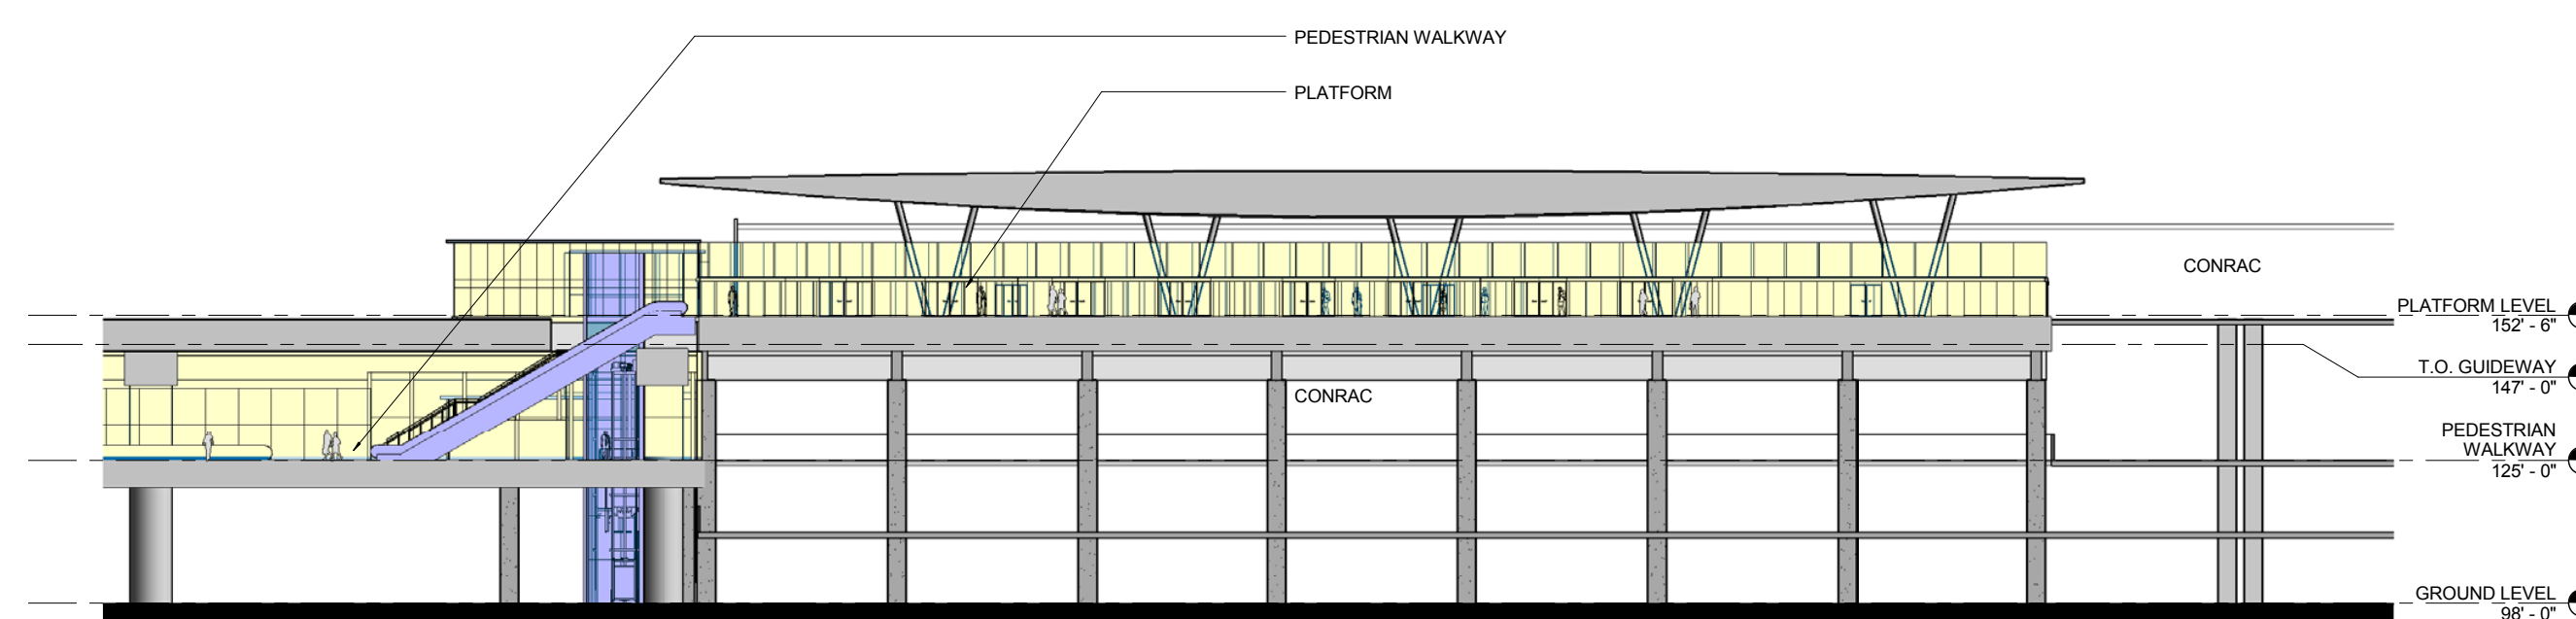 PEDESTRIAN WALKWAY
PLATFORM
CONRAC
PLATFORM LEVEL
152' - 6"
T.O. GUIDEWAY
147' - 0"
CONRAC
PEDESTRIAN
WALKWAY
125' - 0"
GROUND LEVEL
98' - 0"